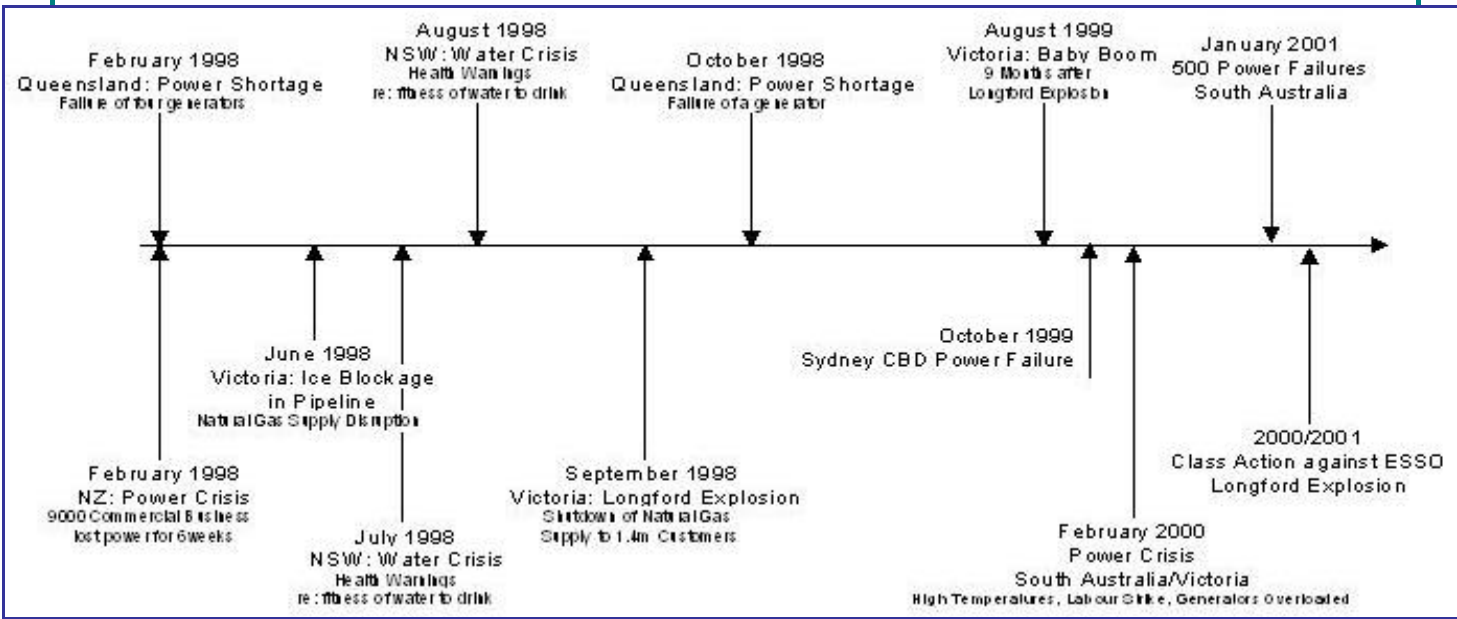 February 1998
Queensland: Power Shortage
Failure of four generators
August 1998
NSW: Water Crisis
Health Warnings
re: fitness of water to drink
October 1998
Queensland: Power Shortage
Failure of a generator
August 1999
Victoria: Baby Boom
9 Months after
Longford Explosion
January 2001
500 Power Failures
South Australia
June 1998
Victoria: Ice Blockage
in Pipeline
Natural Gas Supply Disruption
October 1999
Sydney CBD Power Failure
February 1998
NZ: Power Crisis
9000 Commercial Business
lost power for 6 weeks
July 1998
NSW: Water Crisis
Health Warnings
re: fitness of water to drink
September 1998
Victoria: Longford Explosion
Shutdown of Natural Gas
Supply to 1.4m Customers
February 2000
Power Crisis
South Australia/Victoria
High Temperatures, Labour Strike, Generators Overloaded
2000/2001
Class Action against ESSO
Longford Explosion